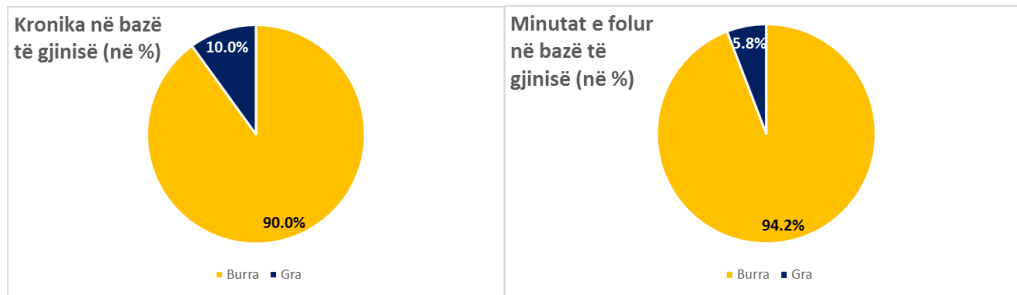 Kronika në bazë
të gjinisë (në %)
10.0%
90.0%
Burra Gra
Minutat e folur
në bazë të
gjinisë (në %)
5.8%
94.2%
Burra Gra